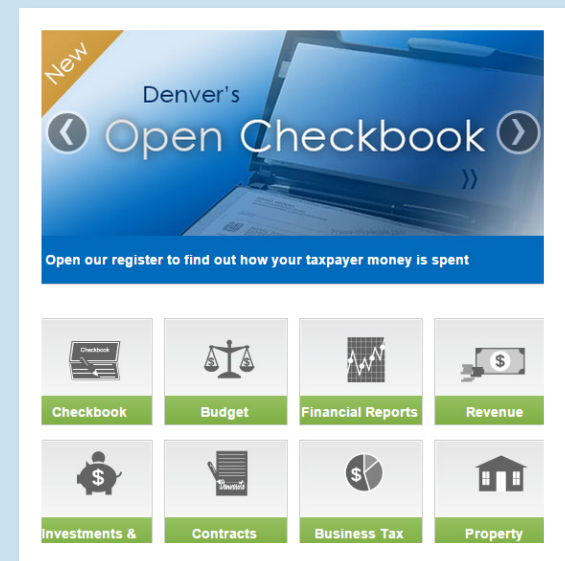 New
Denver's
Open Checkbook
Open our register to find out how your taxpayer money is spent
Checkbook
Checkbook
Budget
Financial Reports
Revenue
Investments &
Contracts
Business Tax
Property